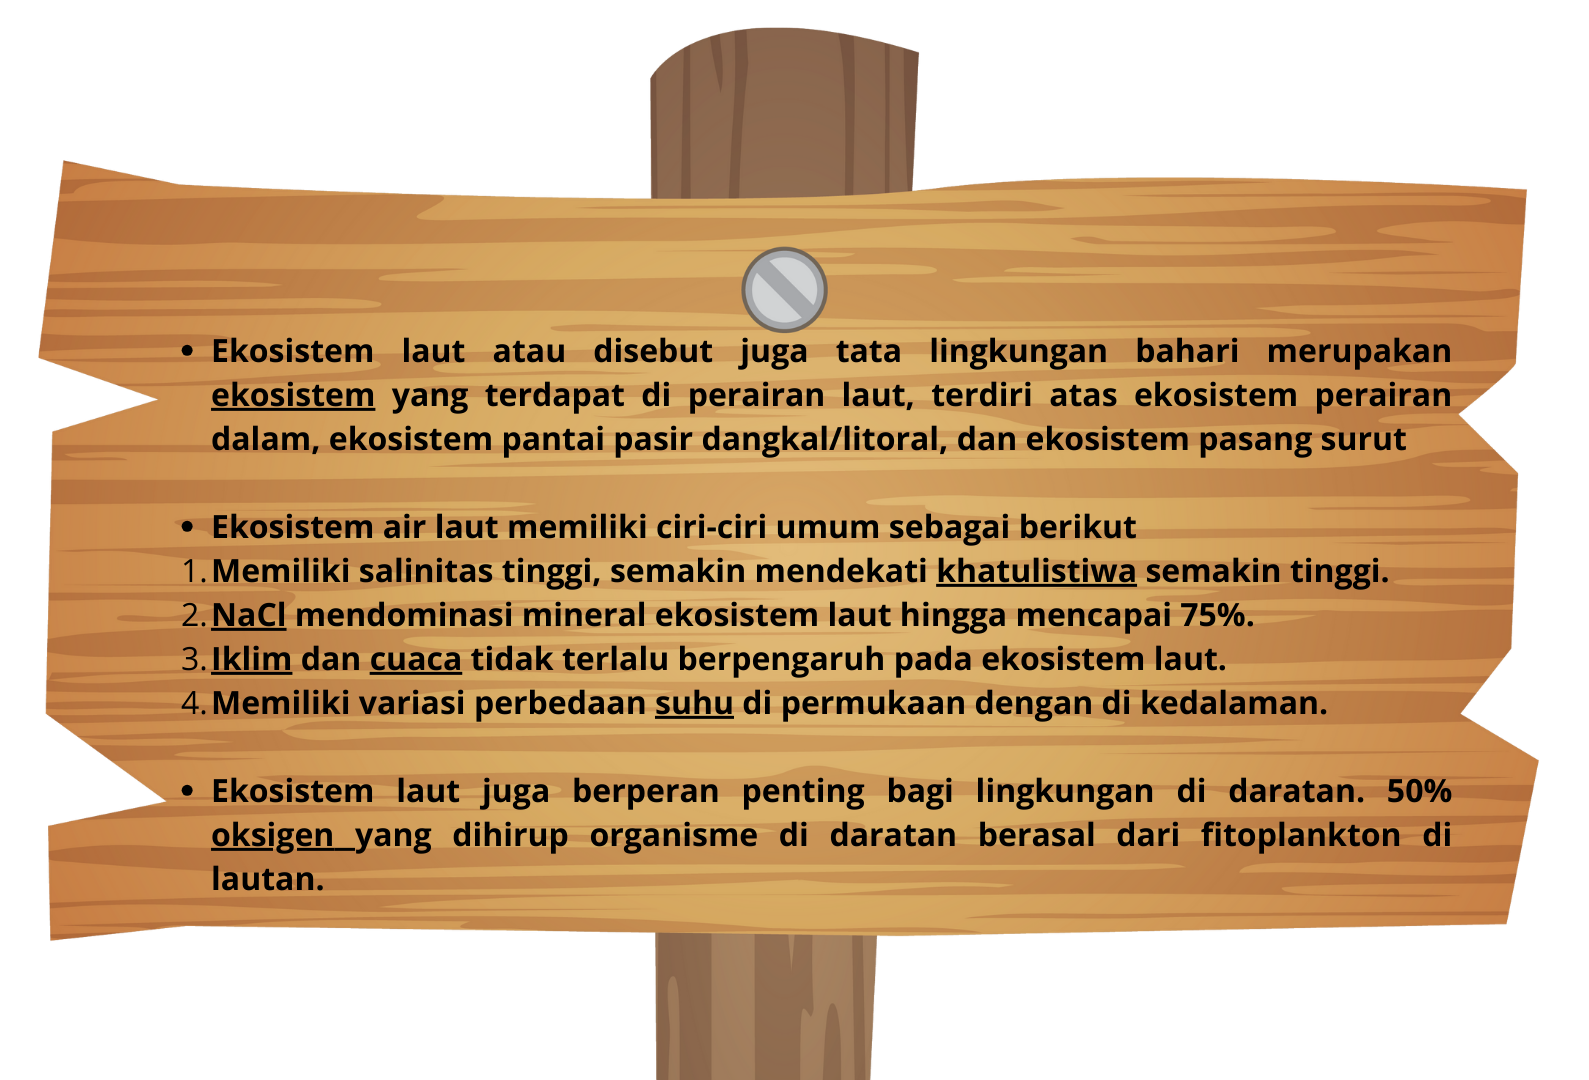 • Ekosistem laut atau disebut juga tata lingkungan bahari merupakan
ekosistem yang terdapat di perairan laut, terdiri atas ekosistem perairan
dalam, ekosistem pantai pasir dangkal/litoral, dan ekosistem pasang surut
• Ekosistem air laut memiliki ciri-ciri umum sebagai berikut
1. Memiliki salinitas tinggi, semakin mendekati khatulistiwa semakin tinggi.
2. NaCl mendominasi mineral ekosistem laut hingga mencapai 75%.
3. Iklim dan cuaca tidak terlalu berpengaruh pada ekosistem laut.
4. Memiliki variasi perbedaan suhu di permukaan dengan di kedalaman.
• Ekosistem laut juga berperan penting bagi lingkungan di daratan. 50%
oksigen yang dihirup organisme di daratan berasal dari fitoplankton di
lautan.